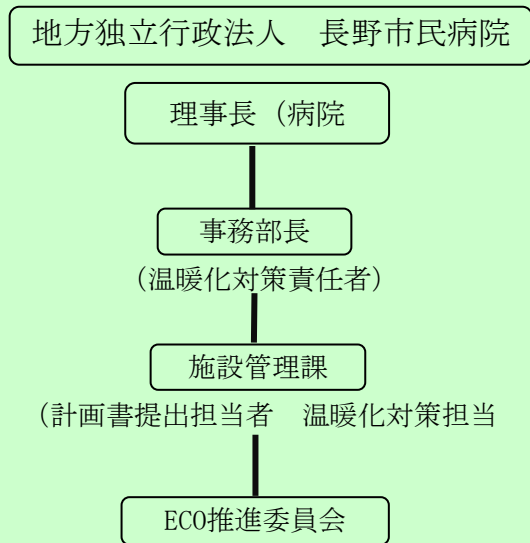 地方独立行政法人　長野市民病院
理事長（病院
事務部長
（温暖化対策責任者）
施設管理課
（計画書提出担当者　温暖化対策担当
ECO推進委員会